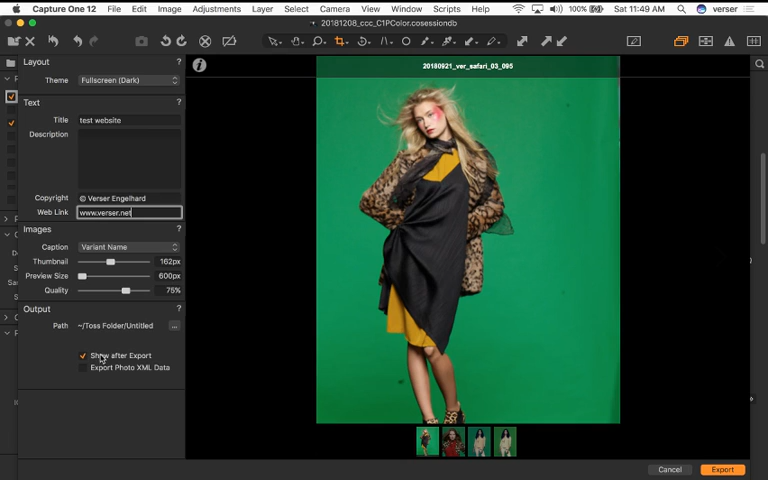 Capture One 12 File Edit Image Adjustments Layer Select Camera View Window Scripts Help 100% Sat 11:49 AM verser
20181208_ccc_C1PColor.cosessiondb
Layout ?
Theme Fullscreen (Dark)
Text ?
Title test website
Description
Copyright © Verser Engelhard
Web Link www.verser.net
Images ?
Caption Variant Name
Thumbnail 162px
Preview Size 600px
Quality 75%
Output ?
Path ~/Toss Folder/Untitled ...
Show after Export
Export Photo XML Data
20180921_ver_safari_03_095
Cancel Export